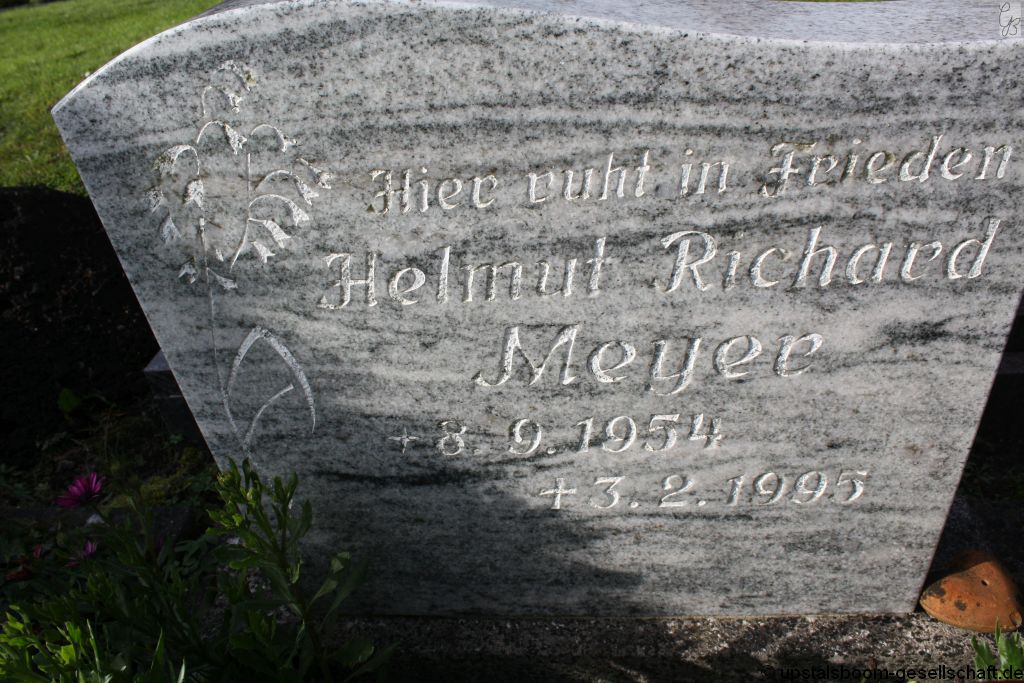 Hier ruht in Frieden
Helmut Richard
Meyer
+ 8. 9. 1954
+ 3. 2. 1995
© upstalsboom-gesellschaft.de